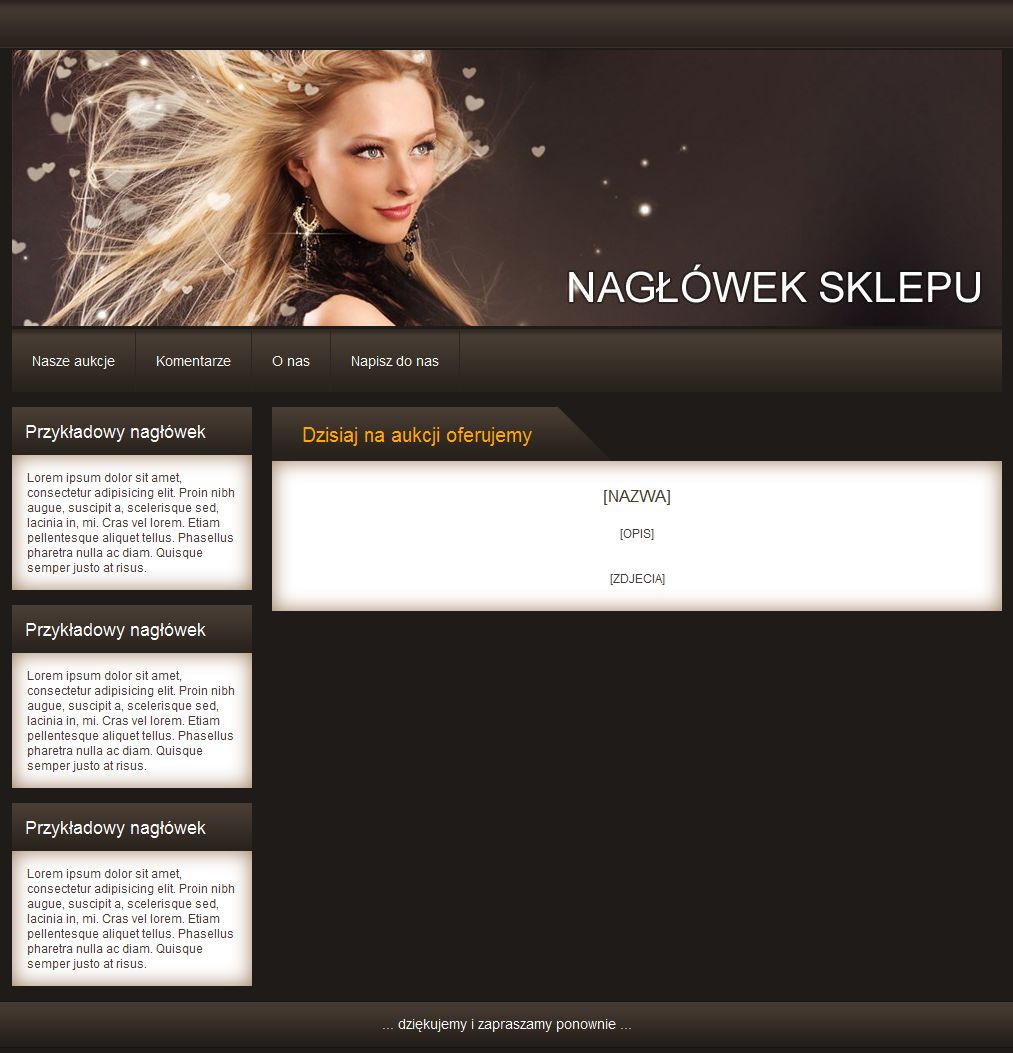 NAGŁÓWEK SKLEPU
Nasze aukcje
Komentarze
O nas
Napisz do nas
Przykładowy nagłówek
Lorem ipsum dolor sit amet,
consectetur adipisicing elit. Proin nibh
augue, suscipit a, scelerisque sed,
lacinia in, mi. Cras vel lorem. Etiam
pellentesque aliquet tellus. Phasellus
pharetra nulla ac diam. Quisque
semper justo at risus.
Przykładowy nagłówek
Lorem ipsum dolor sit amet,
consectetur adipisicing elit. Proin nibh
augue, suscipit a, scelerisque sed,
lacinia in, mi. Cras vel lorem. Etiam
pellentesque aliquet tellus. Phasellus
pharetra nulla ac diam. Quisque
semper justo at risus.
Przykładowy nagłówek
Lorem ipsum dolor sit amet,
consectetur adipisicing elit. Proin nibh
augue, suscipit a, scelerisque sed,
lacinia in, mi. Cras vel lorem. Etiam
pellentesque aliquet tellus. Phasellus
pharetra nulla ac diam. Quisque
semper justo at risus.
Dzisiaj na aukcji oferujemy
[NAZWA]
[OPIS]
[ZDJECIA]
... dziękujemy i zapraszamy ponownie ...